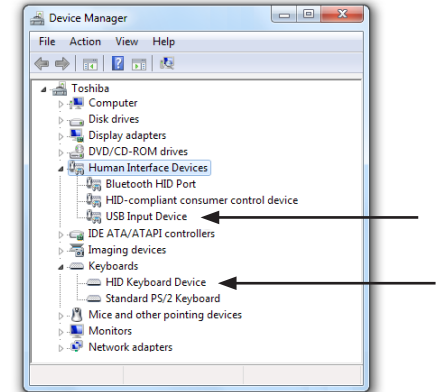 Device Manager
File Action View Help
Toshiba
Computer
Disk drives
Display adapters
DVD/CD-ROM drives
Human Interface Devices
Bluetooth HID Port
HID-compliant consumer control device
USB Input Device
IDE ATA/ATAPI controllers
Imaging devices
Keyboards
HID Keyboard Device
Standard PS/2 Keyboard
Mice and other pointing devices
Monitors
Network adapters